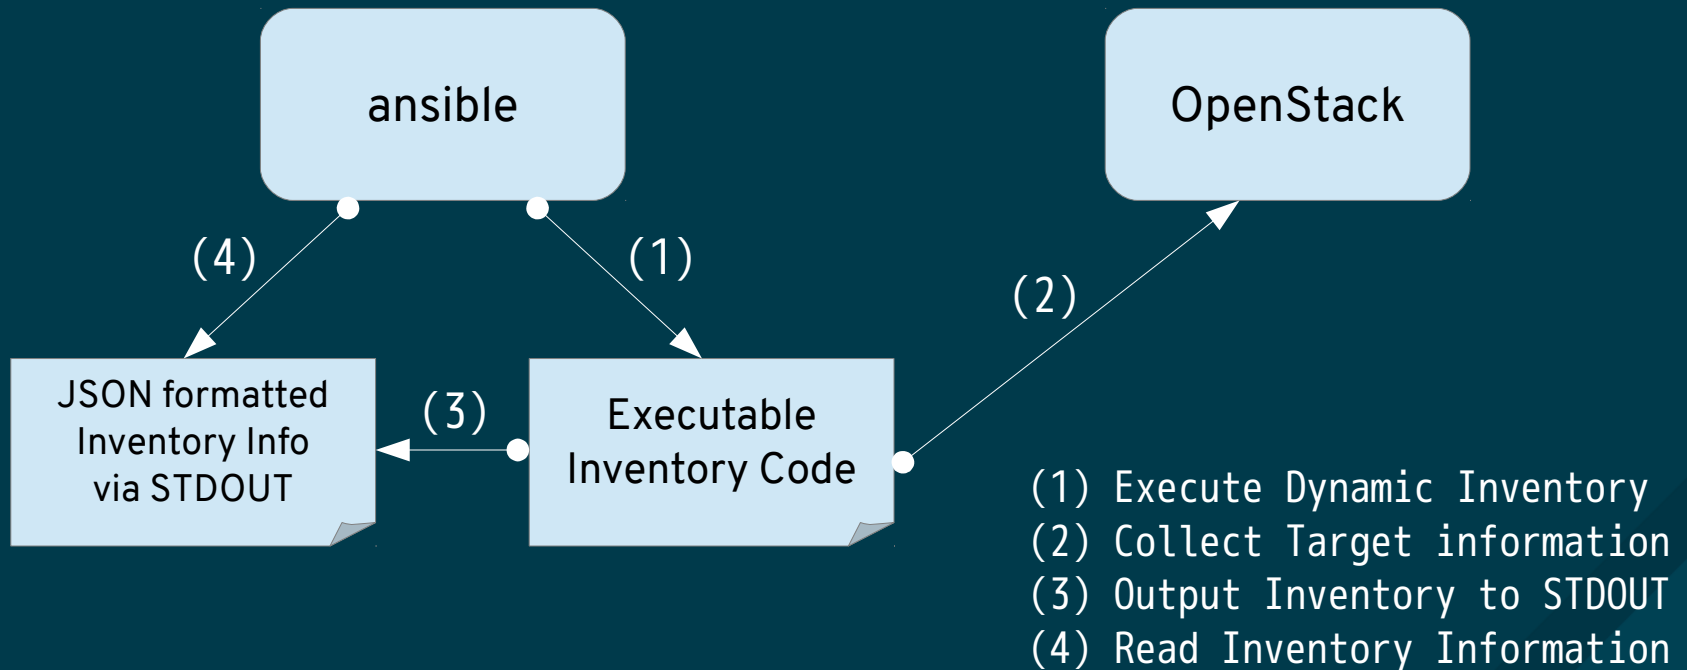 ansible
OpenStack
(4)
(1)
(2)
JSON formatted
Inventory Info
via STDOUT
(3)
Executable
Inventory Code
(1) Execute Dynamic Inventory
(2) Collect Target information
(3) Output Inventory to STDOUT
(4) Read Inventory Information